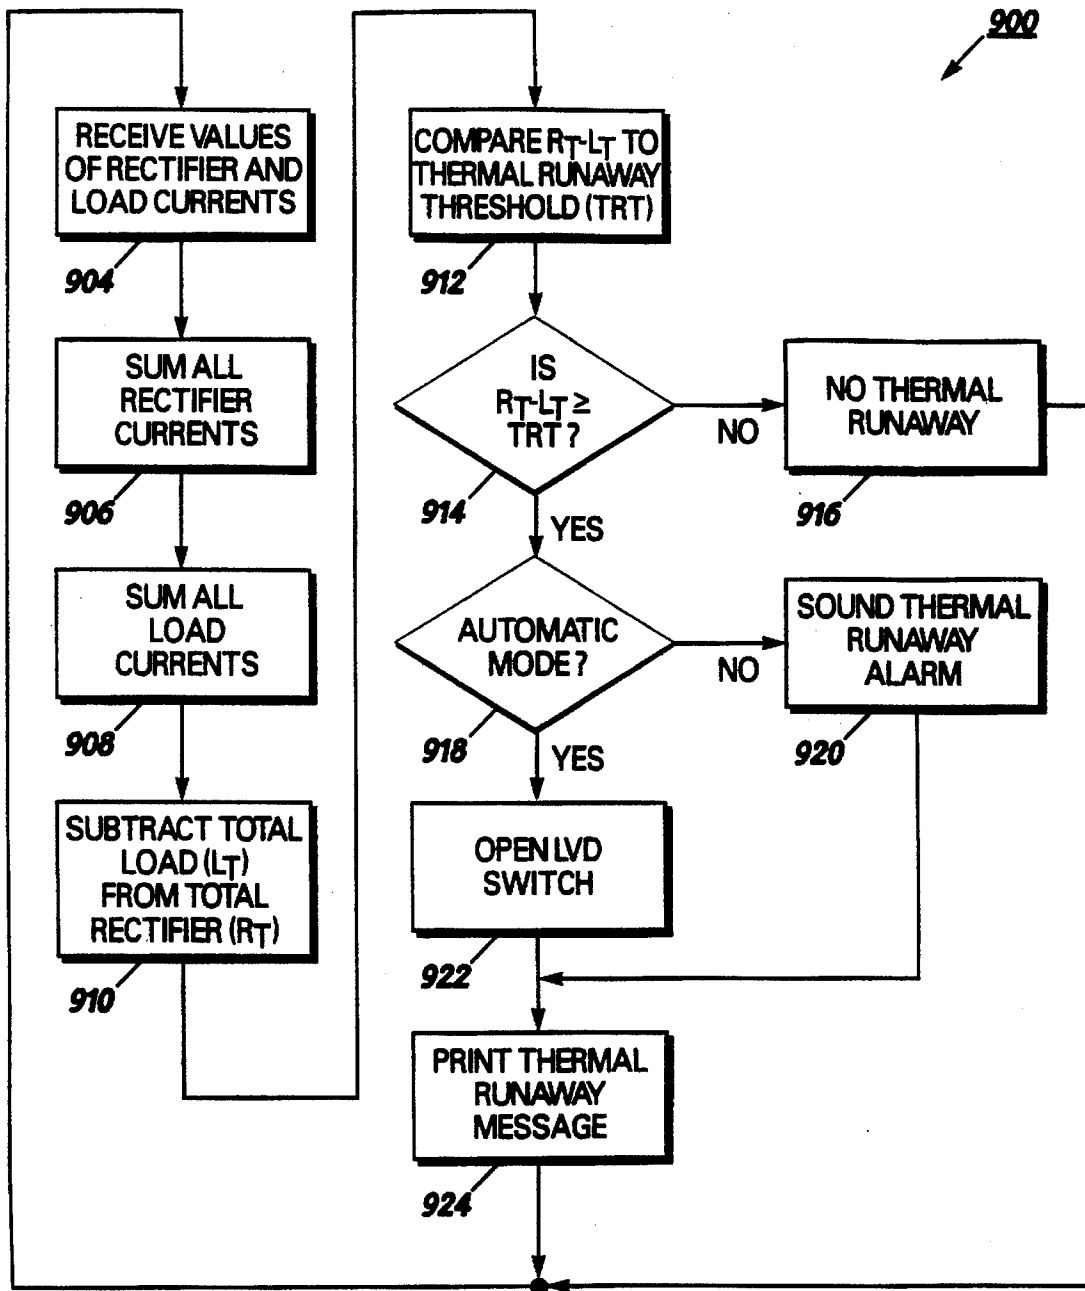 900
RECEIVE VALUES
OF RECTIFIER AND
LOAD CURRENTS
904
SUM ALL
RECTIFIER
CURRENTS
906
SUM ALL
LOAD
CURRENTS
908
SUBTRACT TOTAL
LOAD (LT)
FROM TOTAL
RECTIFIER (RT)
910
COMPARE RT-LT TO
THERMAL RUNAWAY
THRESHOLD (TRT)
912
IS
RT-LT ≥
TRT?
914
NO
YES
NO THERMAL
RUNAWAY
916
AUTOMATIC
MODE?
918
NO
YES
SOUND THERMAL
RUNAWAY
ALARM
920
OPEN LVD
SWITCH
922
PRINT THERMAL
RUNAWAY
MESSAGE
924